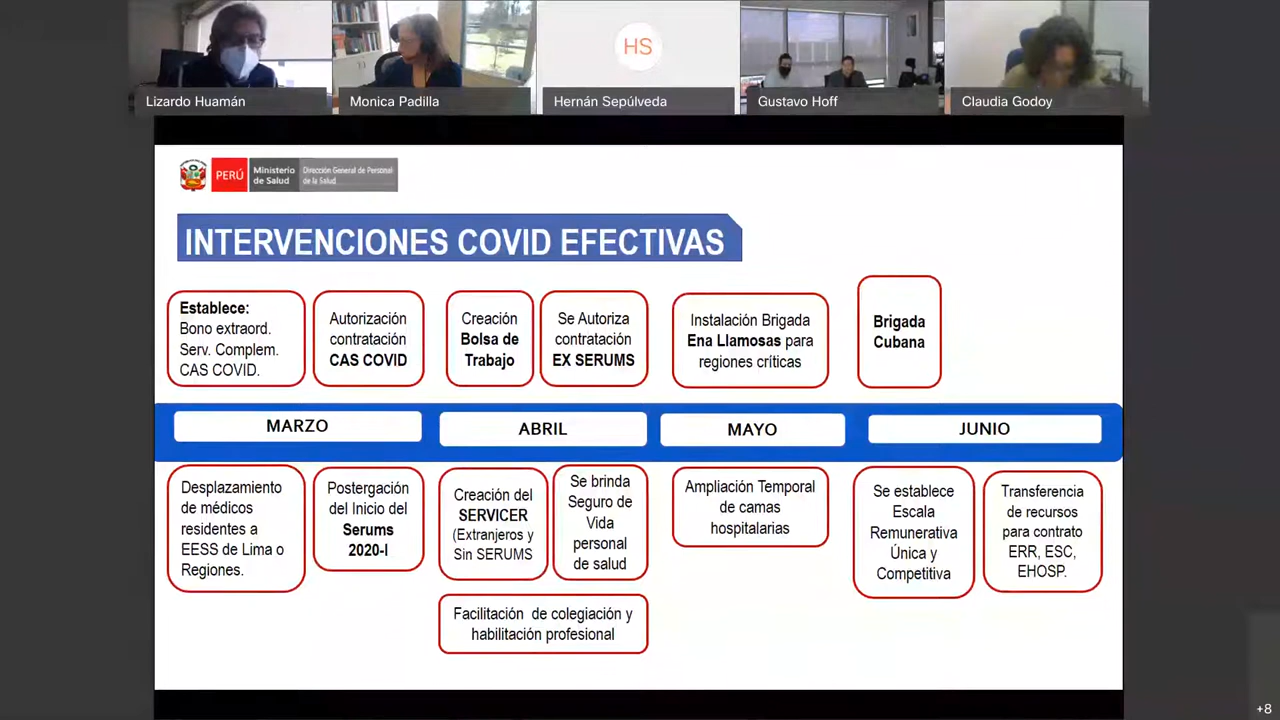 HS
Lizardo Huamán
Monica Padilla
Hernán Sepúlveda
Gustavo Hoff
Claudia Godoy
PERÚ
Ministerio
de Salud
Dirección General de Personal
de la Salud
INTERVENCIONES COVID EFECTIVAS
Establece:
Bono extraord.
Serv. Complem.
CAS COVID.
Autorización
contratación
CAS COVID
Creación
Bolsa de
Trabajo
Se Autoriza
contratación
EX SERUMS
Instalación Brigada
Ena Llamosas para
regiones críticas
Brigada
Cubana
MARZO
ABRIL
MAYO
JUNIO
Desplazamiento
de médicos
residentes a
EESS de Lima o
Regiones.
Postergación
del Inicio del
Serums
2020-I
Creación del
SERVICER
(Extranjeros y
Sin SERUMS
Se brinda
Seguro de
Vida
personal
de salud
Facilitación de colegiación y
habilitación profesional
Ampliación Temporal
de camas
hospitalarias
Se establece
Escala
Remunerativa
Única y
Competitiva
Transferencia
de recursos
para contrato
ERR, ESC,
EHOSP.
+8